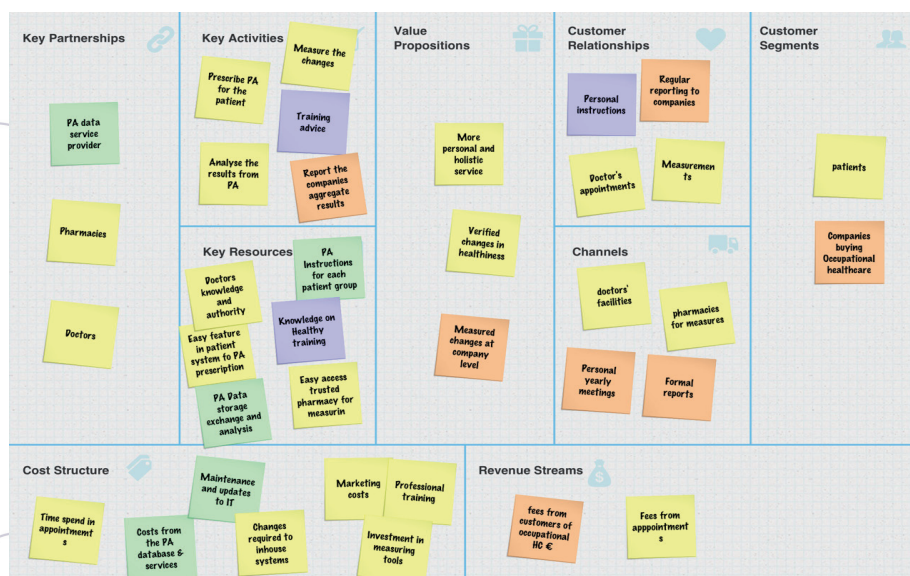 Key Partnerships
PA data
service
provider
Pharmacies
Doctors
Key Activities
Measure the
changes
Prescribe PA
for the
patient
Training
advice
Analyse the
results from
PA
Report the
companies
aggregate
results
Key Resources
PA
Instructions
for each
patient group
Doctors
knowledge
and
authority
Knowledge on
Healthy
training
Easy feature
in patient
system fo PA
prescription
PA Data
storage
exchange and
analysis
Easy access
trusted
pharmacy for
measurin
Value
Propositions
More
personal and
holistic
service
Verified
changes in
healthiness
Measured
changes at
company
level
Customer
Relationships
Personal
instructions
Regular
reporting to
companies
Doctor's
appointments
Measuremen
ts
Channels
doctors'
facilities
pharmacies
for measures
Personal
yearly
meetings
Formal
reports
Customer
Segments
patients
Companies
buying
Occupational
healthcare
Cost Structure
Time spend in
appointmemt
s
Costs from
the PA
database &
services
Maintenance
and updates
to IT
Changes
required to
inhouse
systems
Marketing
costs
Professional
training
Investment in
measuring
tools
Revenue Streams
fees from
customers of
occupational
HC €
Fees from
apppointment
s